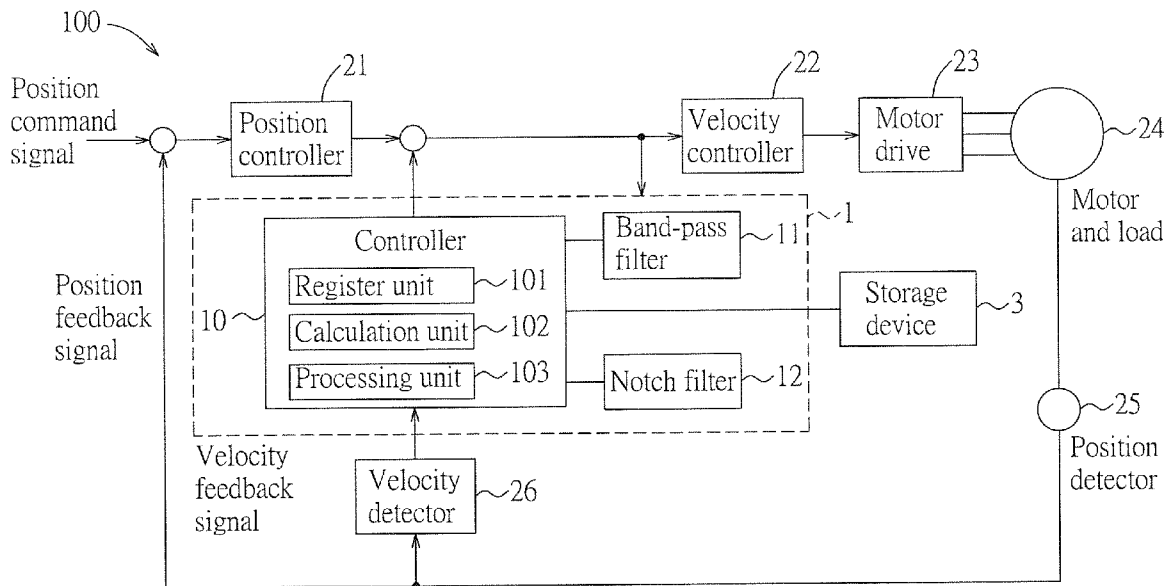 100
Position
command
signal
21
Position
controller
22
Velocity
controller
23
Motor
drive
24
Motor
and load
1
Controller
10
Register unit
101
Calculation unit
102
Processing unit
103
Band-pass
filter
11
Notch filter
12
Storage
device
3
Position
feedback
signal
25
Position
detector
Velocity
feedback
signal
Velocity
detector
26